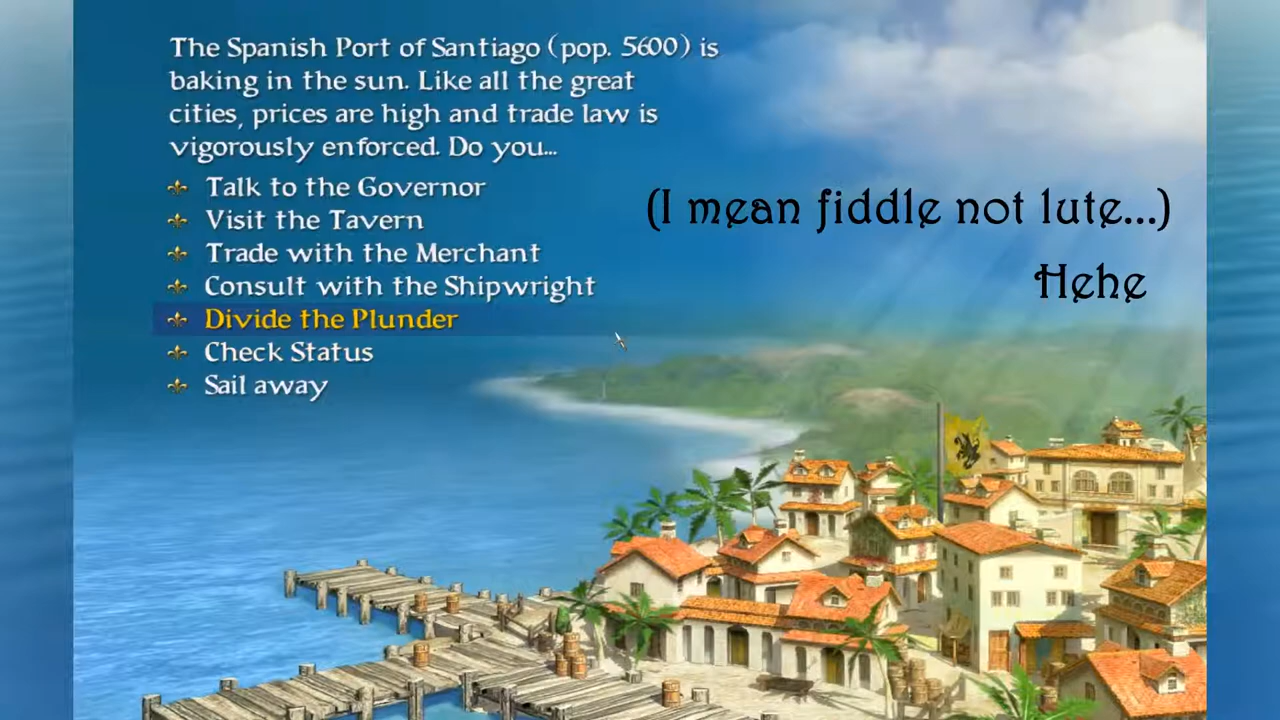 The Spanish Port of Santiago (pop. 5600) is
baking in the sun. Like all the great
cities, prices are high and trade law is
vigorously enforced. Do you...
Talk to the Governor
Visit the Tavern
Trade with the Merchant
Consult with the Shipwright
Divide the Plunder
Check Status
Sail away
(I mean fiddle not lute...)
Hehe